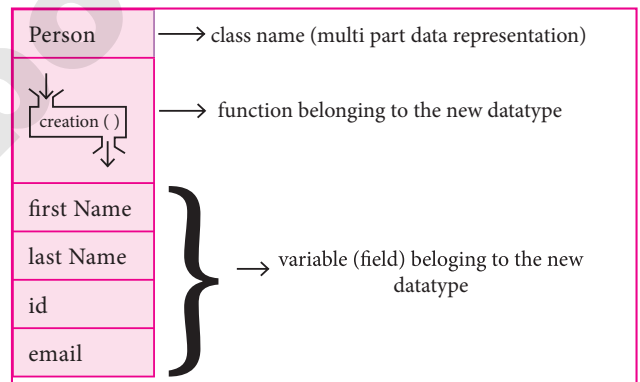 Person
class name (multi part data representation)
creation ( )
function belonging to the new datatype
first Name
last Name
id
email
variable (field) beloging to the new
datatype